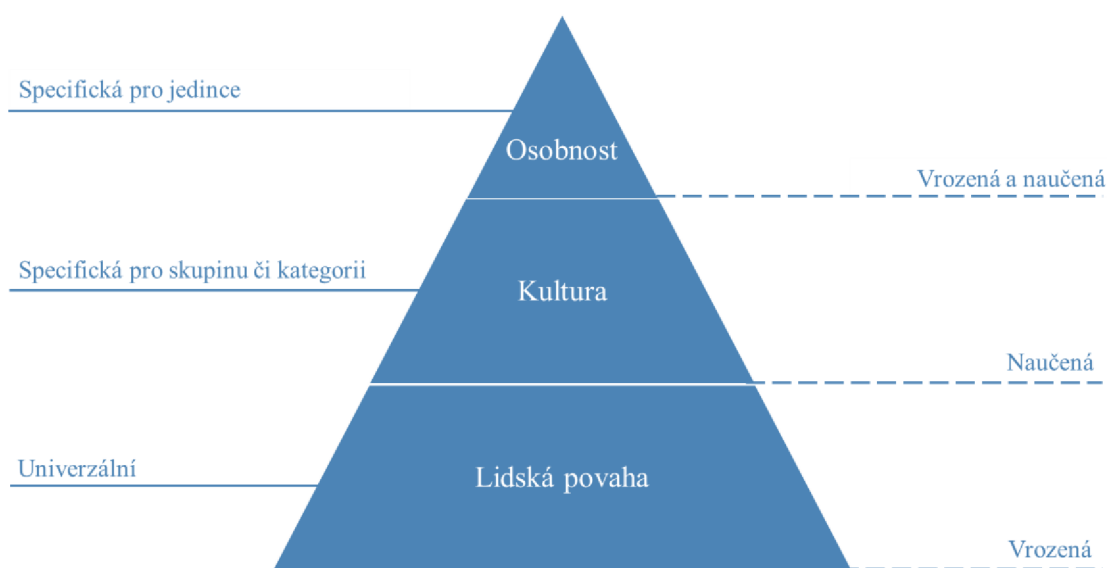 Specifická pro jedince
Osobnost
Vrozená a naučená
Specifická pro skupinu či kategorii
Kultura
Naučená
Univerzální
Lidská povaha
Vrozená